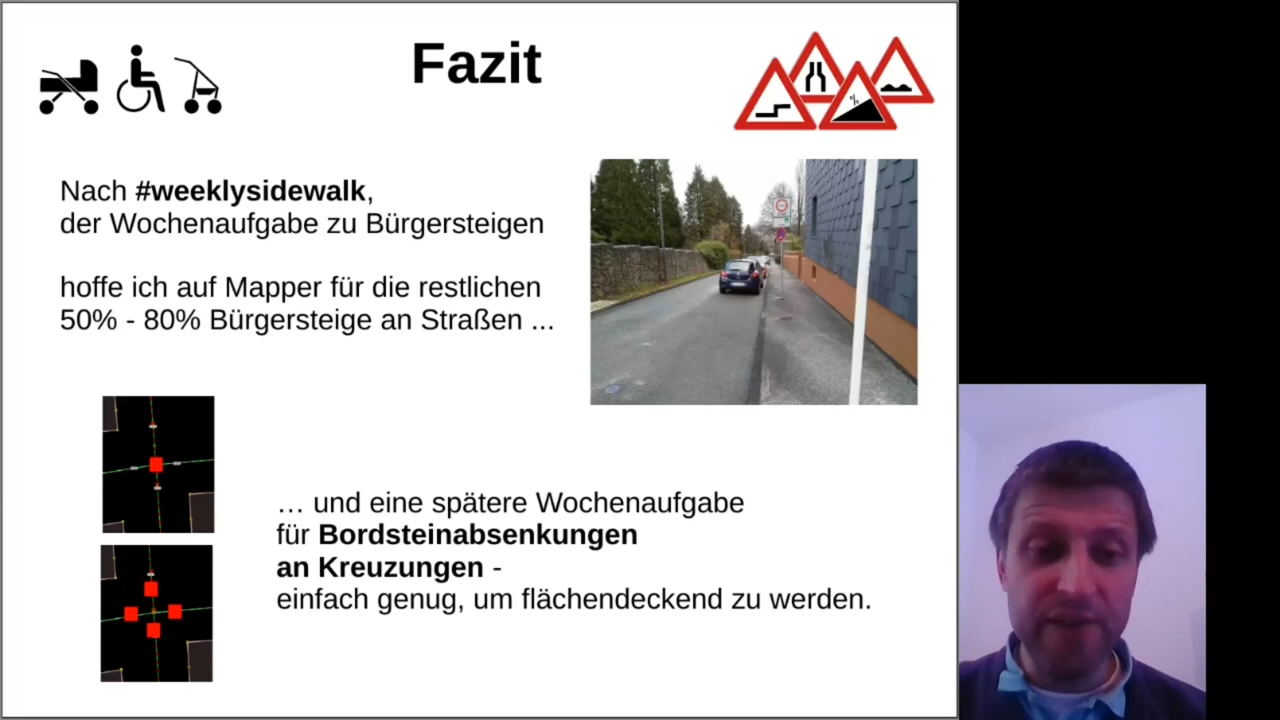 Fazit
Nach #weeklysidewalk,
der Wochenaufgabe zu Bürgersteigen
hoffe ich auf Mapper für die restlichen
50% - 80% Bürgersteige an Straßen ...
… und eine spätere Wochenaufgabe
für Bordsteinabsenkungen
an Kreuzungen -
einfach genug, um flächendeckend zu werden.